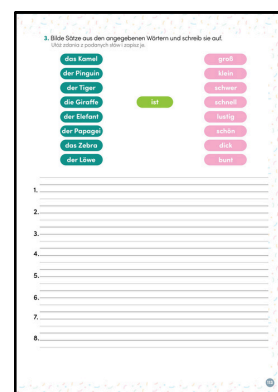 3. Bilde Sätze aus den angegebenen Wörtern und schreib sie auf.
Ułóż zdania z podanych słów i zapisz je.
das Kamel
der Pinguin
der Tiger
die Giraffe
der Elefant
der Papagei
das Zebra
der Löwe
ist
groß
klein
schwer
schnell
lustig
schön
dick
bunt
1.
2.
3.
4.
5.
6.
7.
8.